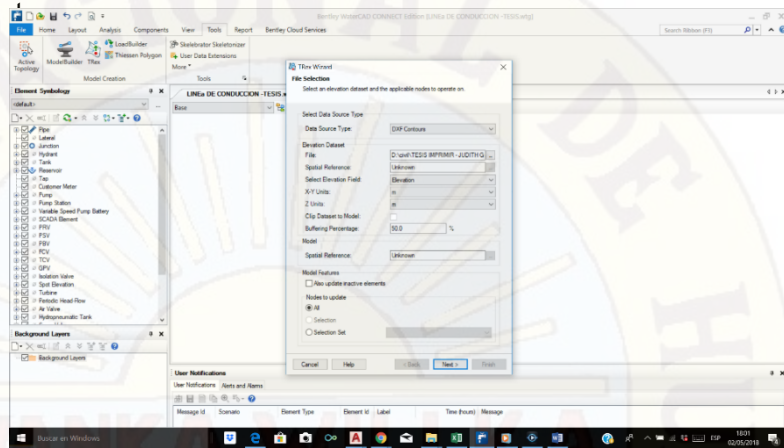 Bentley WaterCAD CONNECT Edition (LINEa DE CONDUCCION -TESIS.wtg)
File Home Layout Analysis Components View Tools Report Bentley Cloud Services
Search Ribbon (F3)
Active Topology
ModelBuilder
TRex
LoadBuilder
Thiessen Polygon
Model Creation
Skelebrator Skeletonizer
User Data Extensions
More
Tools
Element Symbology
<default>
Pipe
Lateral
Junction
Hydrant
Tank
Reservoir
Tap
Customer Meter
Pump
Pump Station
Variable Speed Pump Battery
SCADA Element
PRV
PSV
PBV
FCV
TCV
GPV
Isolation Valve
Spot Elevation
Turbine
Periodic Head-Flow
Air Valve
Hydropneumatic Tank
Background Layers
Background Layers
LINEa DE CONDUCCION -TESIS
Base
TRex Wizard
File Selection
Select an elevation dataset and the applicable nodes to operate on.
Select Data Source Type
Data Source Type: DXF Contours
Elevation Dataset
File: D:\civil\TESIS IMPRIMIR - JUDITH\
Spatial Reference: Unknown
Select Elevation Field: Elevation
X-Y Units: m
Z Units: m
Clip Dataset to Model:
Buffering Percentage: 50.0 %
Model
Spatial Reference: Unknown
Model Features
Also update inactive elements
Nodes to update
All
Selection
Selection Set
Cancel Help < Back Next > Finish
User Notifications
User Notifications Alerts and Alarms
Message Id Scenario Element Type Element Id Label Time (hours) Message
Buscar en Windows
ESP
18:01
02/05/2018